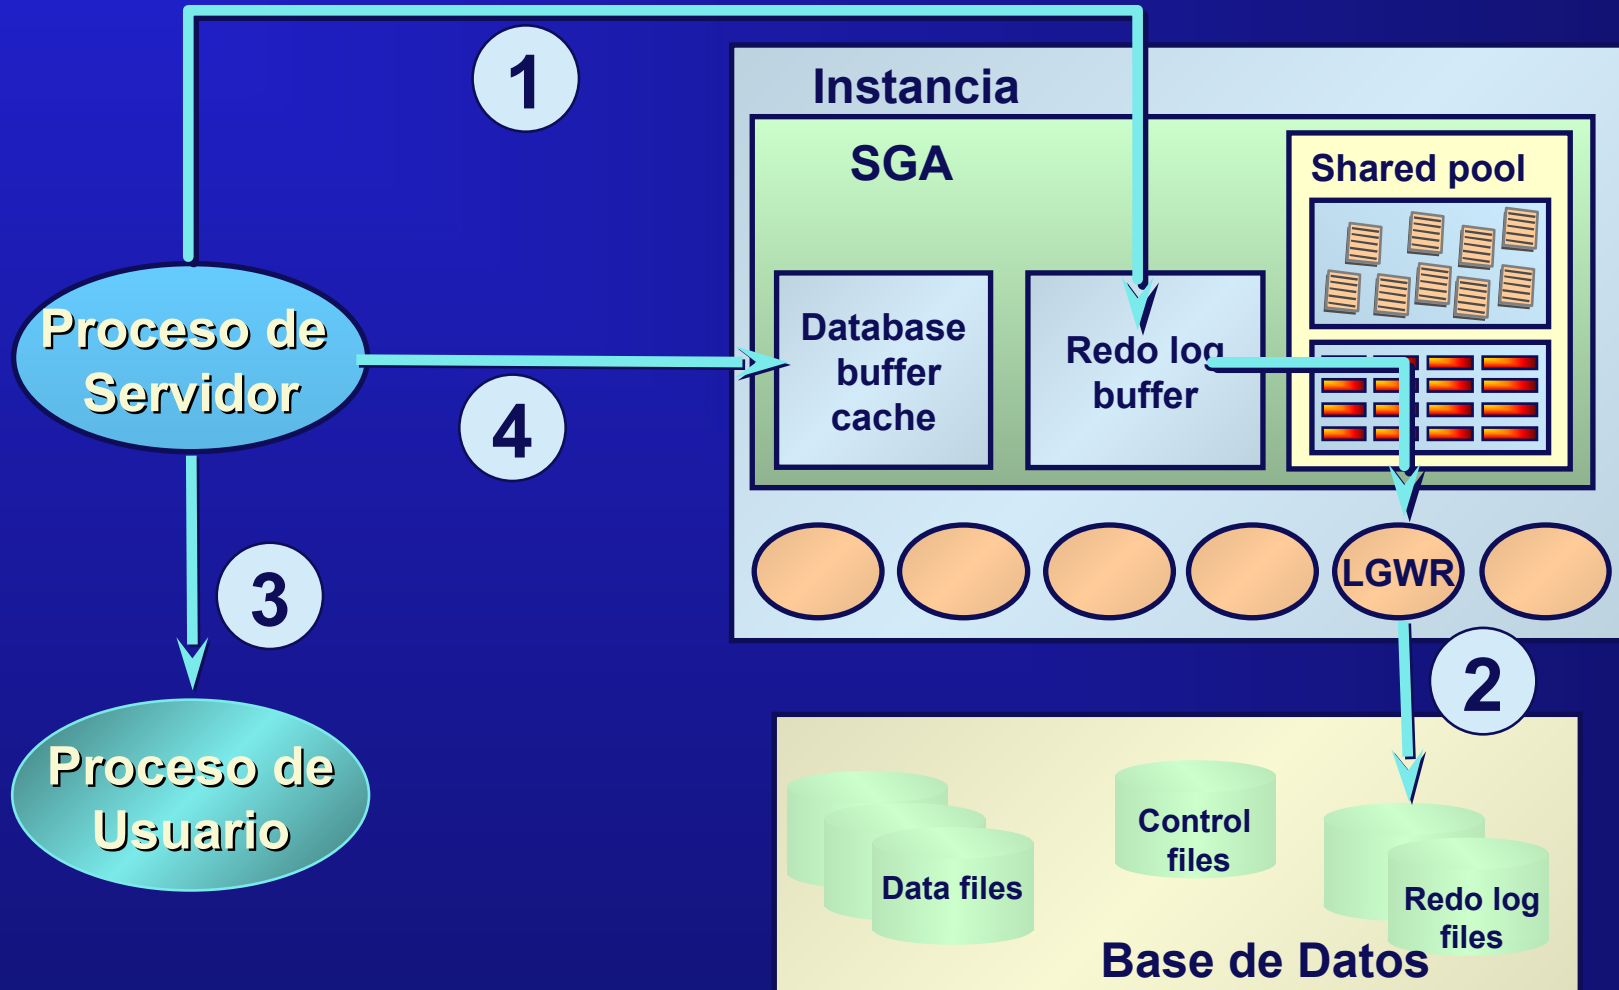 1
Instancia
SGA
Shared pool
Proceso de
Servidor
Database
buffer
cache
Redo log
buffer
4
3
LGWR
2
Proceso de
Usuario
Control
files
Data files
Redo log
files
Base de Datos